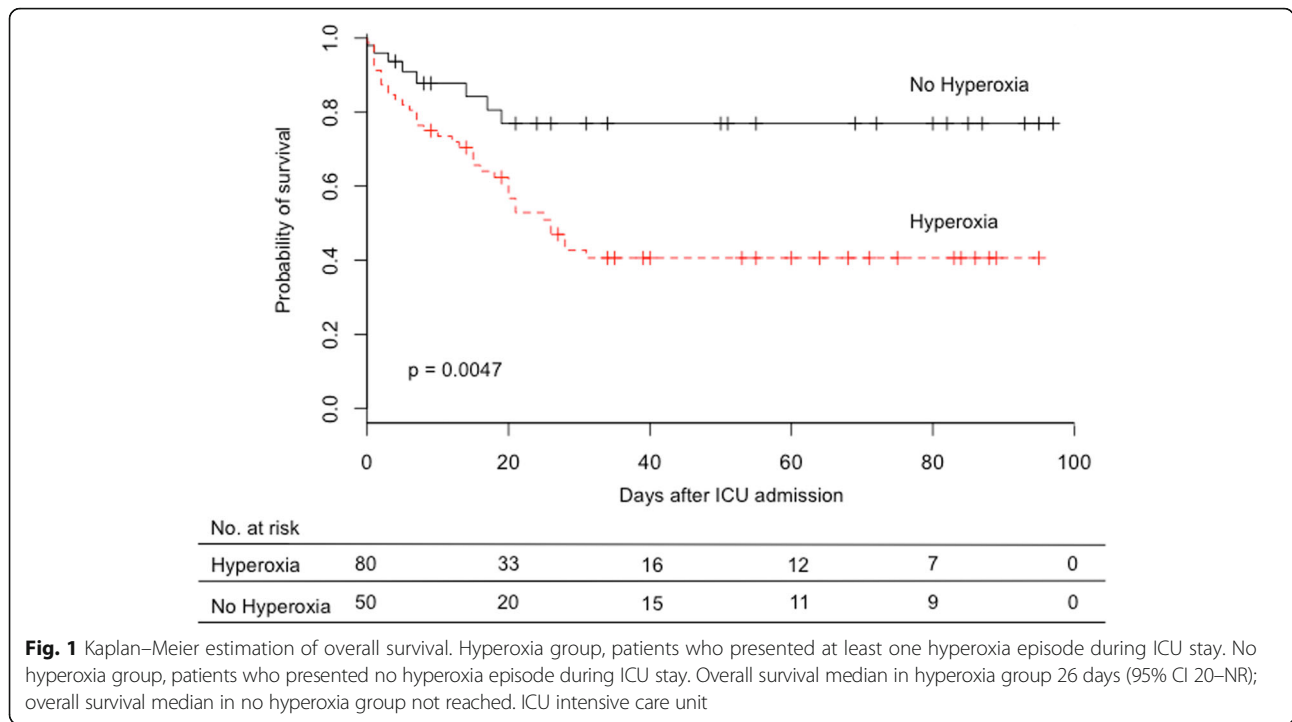 1.0
0.8
0.6
0.4
0.2
0.0
Probability of survival
No Hyperoxia
Hyperoxia
p = 0.0047
0 20 40 60 80 100
Days after ICU admission
No. at risk
Hyperoxia 80 33 16 12 7 0
No Hyperoxia 50 20 15 11 9 0
Fig. 1 Kaplan–Meier estimation of overall survival. Hyperoxia group, patients who presented at least one hyperoxia episode during ICU stay. No
hyperoxia group, patients who presented no hyperoxia episode during ICU stay. Overall survival median in hyperoxia group 26 days (95% CI 20–NR);
overall survival median in no hyperoxia group not reached. ICU intensive care unit